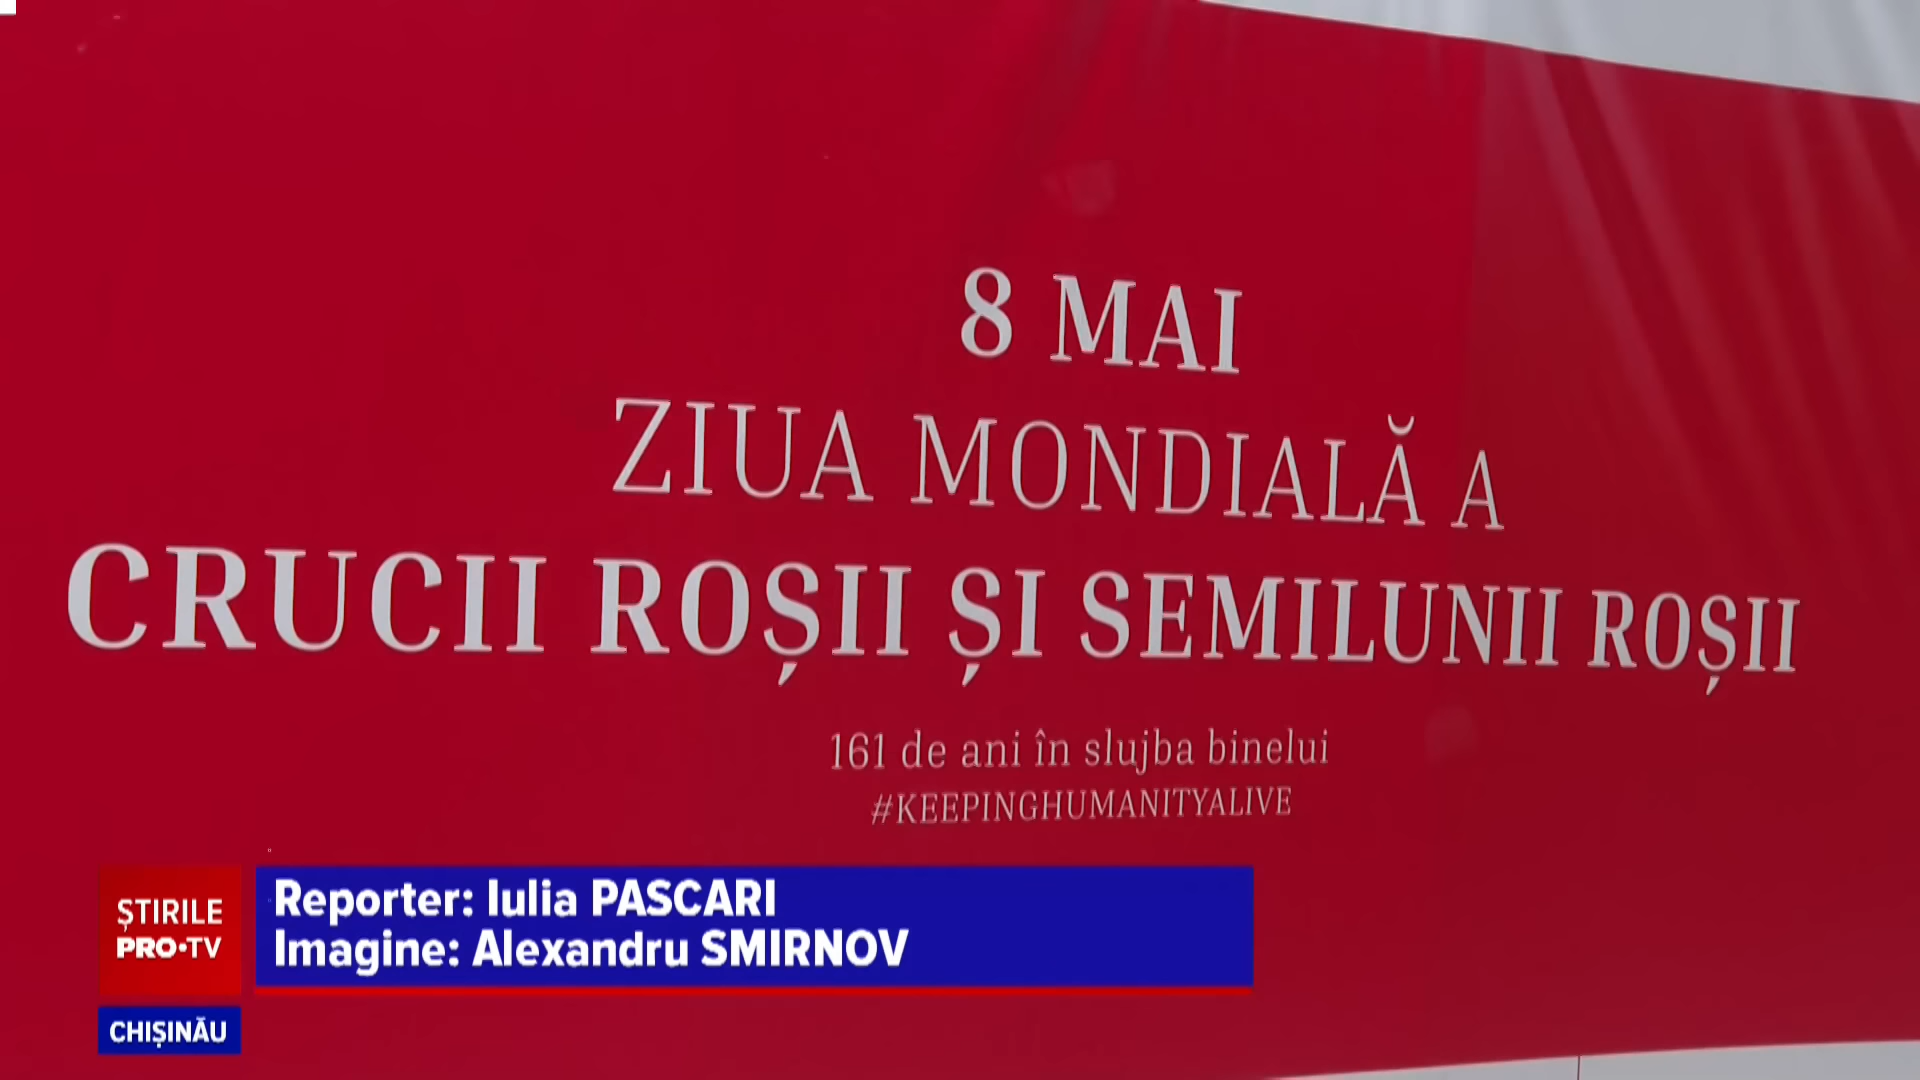 8 MAI
ZIUA MONDIALĂ A
CRUCII ROȘII ȘI SEMILUNII ROȘII
161 de ani în slujba binelui
#KEEPINGHUMANITYALIVE
ȘTIRILE
PRO•TV
CHIȘINĂU
Reporter: Iulia PASCARI
Imagine: Alexandru SMIRNOV